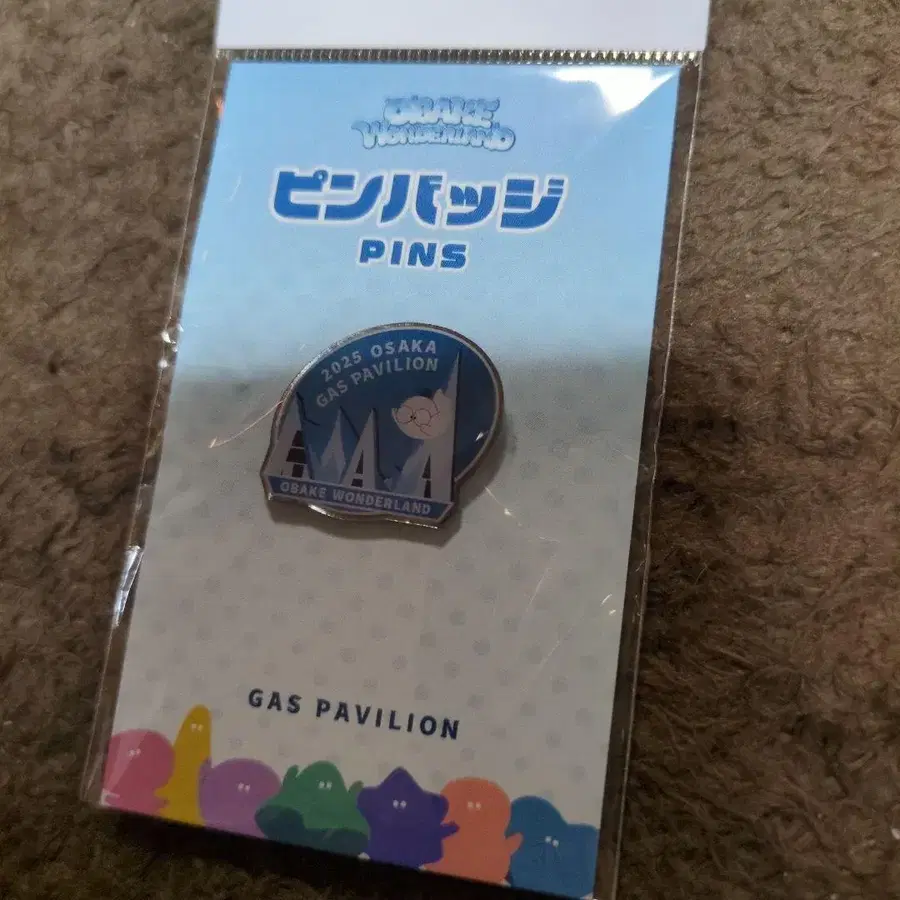 OBAKE
WONDERLAND
ピンバッジ
PINS
2025 OSAKA
GAS PAVILION
OBAKE WONDERLAND
GAS PAVILION